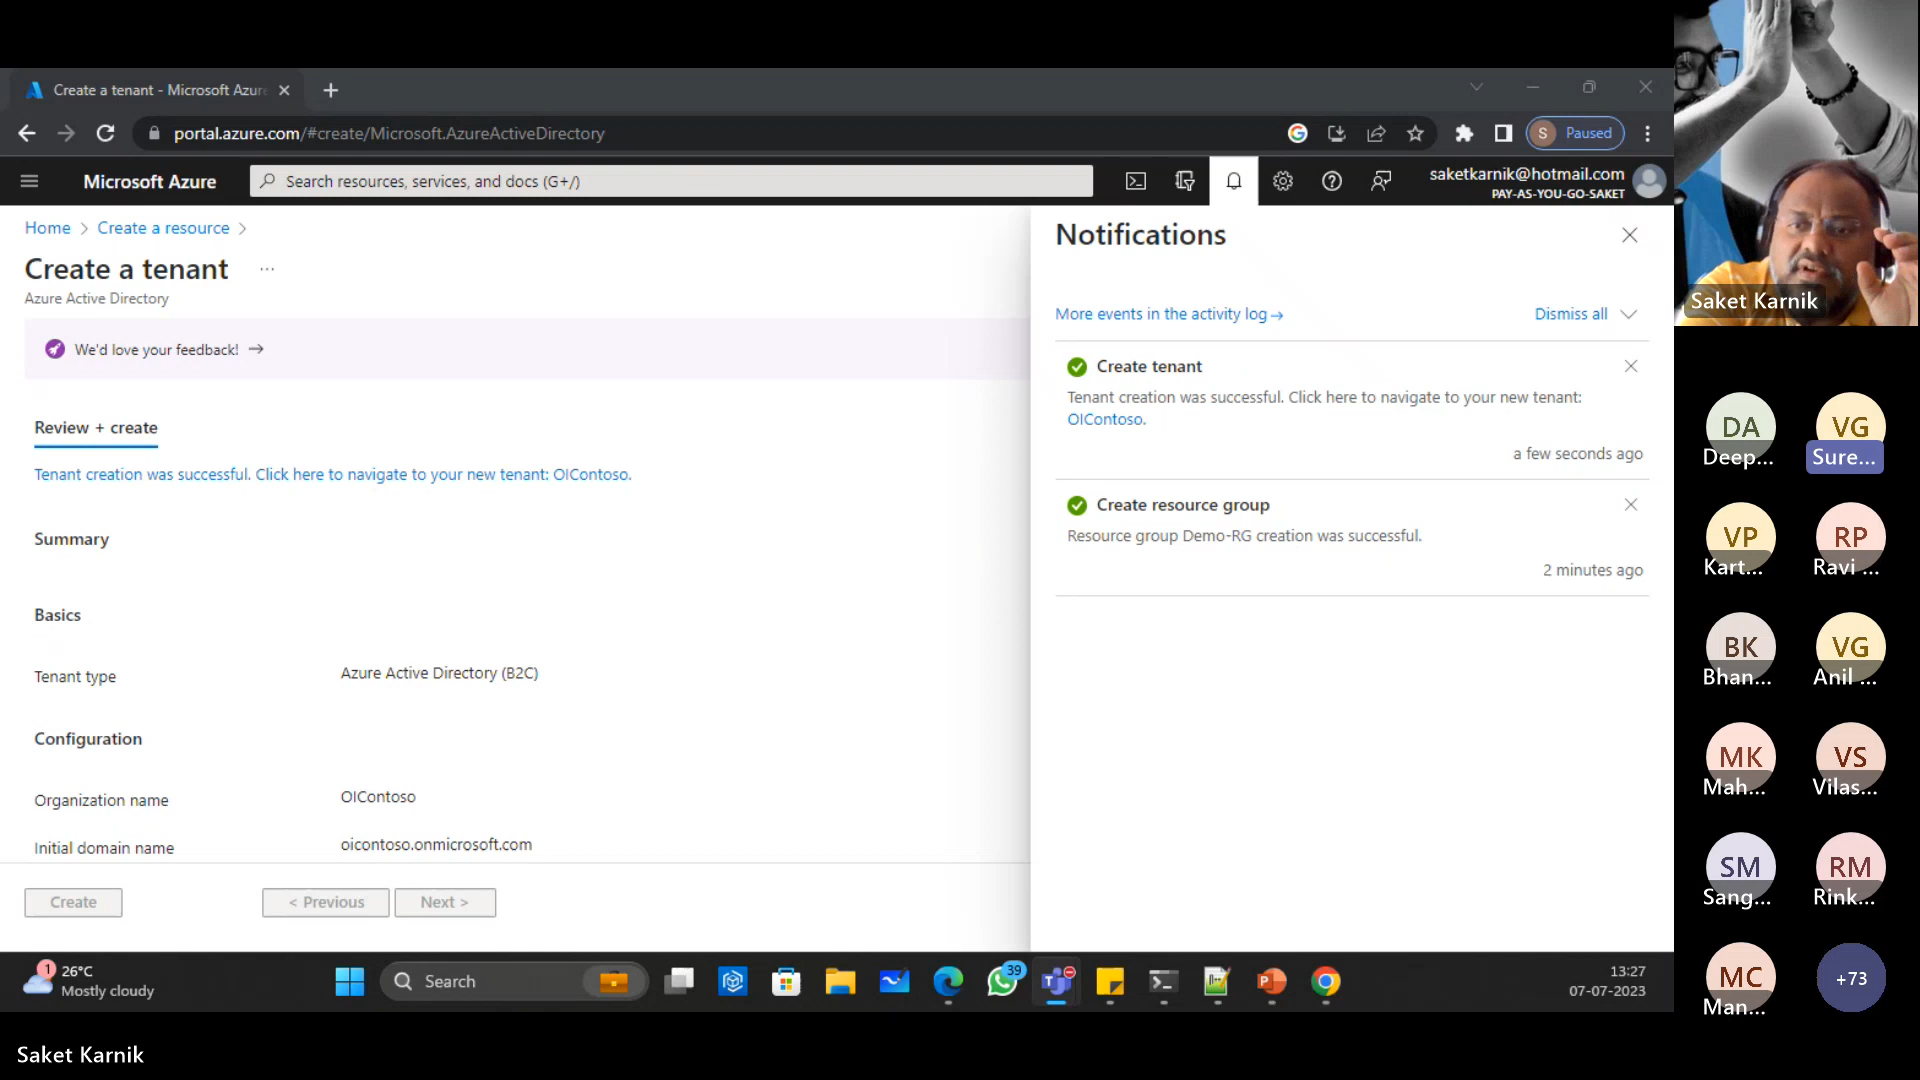 Create a tenant - Microsoft Azur
portal.azure.com/#create/Microsoft.AzureActiveDirectory
S Paused
Microsoft Azure
Search resources, services, and docs (G+/)
saketkarnik@hotmail.com
PAY-AS-YOU-GO-SAKET
Home > Create a resource >
Create a tenant ...
Azure Active Directory
We'd love your feedback! →
Review + create
Tenant creation was successful. Click here to navigate to your new tenant: OIContoso.
Summary
Basics
Tenant type
Azure Active Directory (B2C)
Configuration
Organization name
OIContoso
Initial domain name
oicontoso.onmicrosoft.com
Create
< Previous
Next >
Notifications
More events in the activity log →
Dismiss all
Create tenant
Tenant creation was successful. Click here to navigate to your new tenant:
OIContoso.
a few seconds ago
Create resource group
Resource group Demo-RG creation was successful.
2 minutes ago
1
26°C
Mostly cloudy
Search
39
13:27
07-07-2023
Saket Karnik
Saket Karnik
DA
Deep...
VG
Sure...
VP
Kart...
RP
Ravi ...
BK
Bhan...
VG
Anil ...
MK
Mah...
VS
Vilas...
SM
Sang...
RM
Rink...
MC
Man...
+73